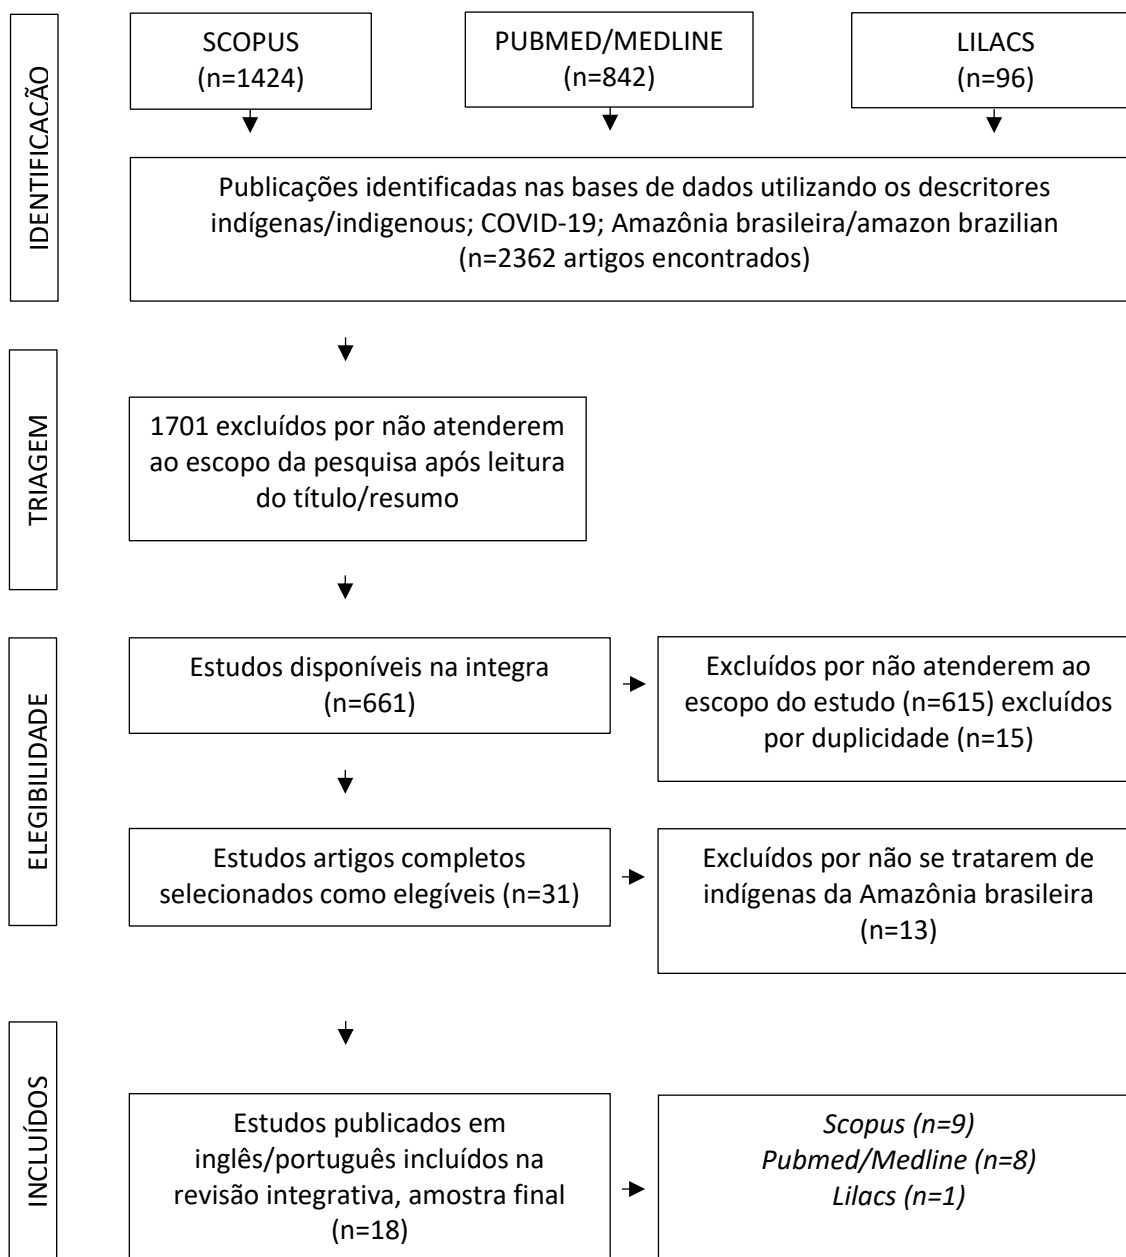 IDENTIFICACÃO
SCOPUS
(n=1424)
PUBMED/MEDLINE
(n=842)
LILACS
(n=96)
Publicações identificadas nas bases de dados utilizando os descritores
indígenas/indigenous; COVID-19; Amazônia brasileira/amazon brazilian
(n=2362 artigos encontrados)
TRIAGEM
1701 excluídos por não atenderem
ao escopo da pesquisa após leitura
do título/resumo
ELEGIBILIDADE
Estudos disponíveis na integra
(n=661)
Excluídos por não atenderem ao
escopo do estudo (n=615) excluídos
por duplicidade (n=15)
Estudos artigos completos
selecionados como elegíveis (n=31)
Excluídos por não se tratarem de
indígenas da Amazônia brasileira
(n=13)
INCLUÍDOS
Estudos publicados em
inglês/português incluídos na
revisão integrativa, amostra final
(n=18)
Scopus (n=9)
Pubmed/Medline (n=8)
Lilacs (n=1)